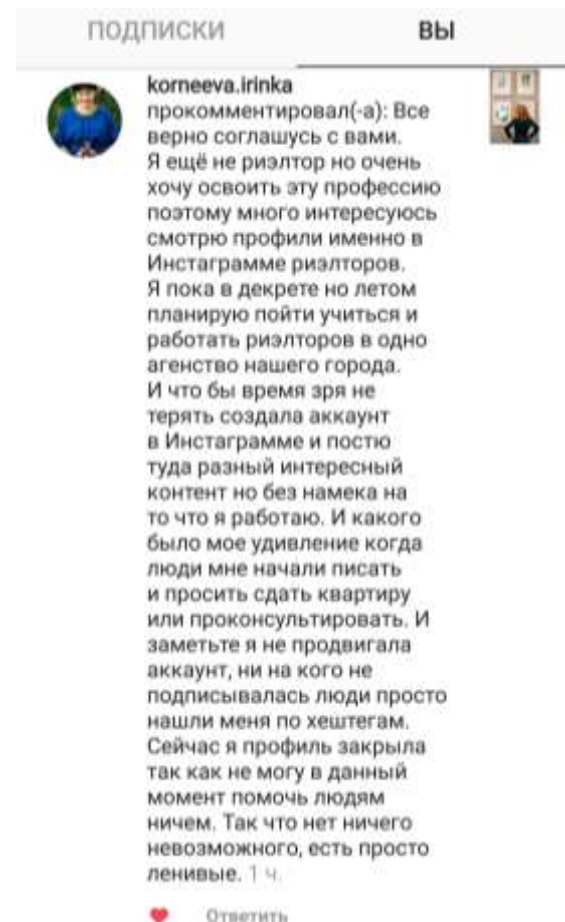 ПОДПИСКИ ВЫ
korneeva.irinka
прокомментировал(-а): Все
верно соглашусь с вами.
Я ещё не риэлтор но очень
хочу освоить эту профессию
поэтому много интересуюсь
смотрю профили именно в
Инстаграмме риэлторов.
Я пока в декрете но летом
планирую пойти учиться и
работать риэлторов в одно
агенство нашего города.
И что бы время зря не
терять создала аккаунт
в Инстаграмме и постю
туда разный интересный
контент но без намека на
то что я работаю. И какого
было мое удивление когда
люди мне начали писать
и просить сдать квартиру
или проконсультировать. И
заметьте я не продвигала
аккаунт, ни на кого не
подписывалась люди просто
нашли меня по хештегам.
Сейчас я профиль закрыла
так как не могу в данный
момент помочь людям
ничем. Так что нет ничего
невозможного, есть просто
ленивые. 1 ч.
Ответить